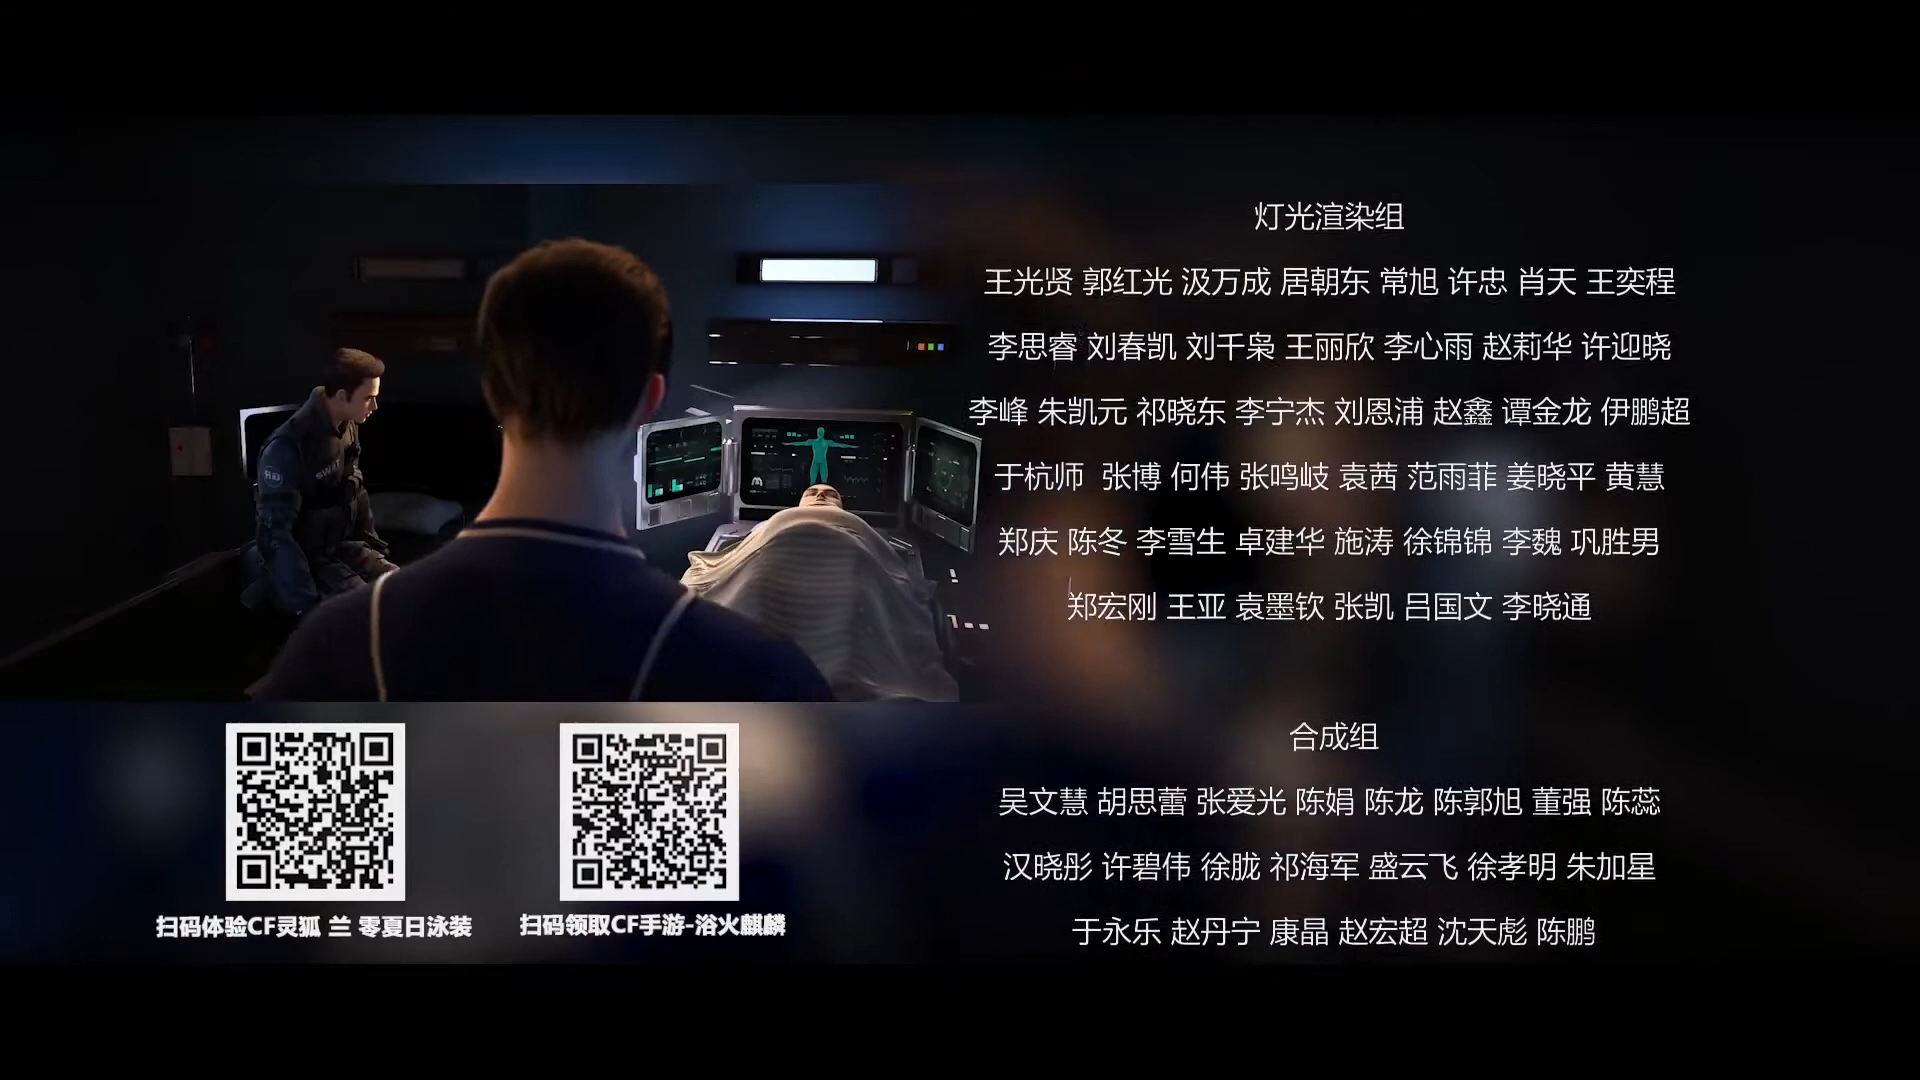 灯光渲染组
王光贤 郭红光 汲万成 居朝东 常旭 许忠 肖天 王奕程
李思睿 刘春凯 刘千枭 王丽欣 李心雨 赵莉华 许迎晓
李峰 朱凯元 祁晓东 李宁杰 刘恩浦 赵鑫 谭金龙 伊鹏超
于杭师 张博 何伟 张鸣岐 袁茜 范雨菲 姜晓平 黄慧
郑庆 陈冬 李雪生 卓建华 施涛 徐锦锦 李魏 巩胜男
郑宏刚 王亚 袁墨钦 张凯 吕国文 李晓通
合成组
吴文慧 胡思蕾 张爱光 陈娟 陈龙 陈郭旭 董强 陈蕊
汉晓彤 许碧伟 徐胧 祁海军 盛云飞 徐孝明 朱加星
于永乐 赵丹宁 康晶 赵宏超 沈天彪 陈鹏
SWAT
扫码体验CF灵狐 兰 零夏日泳装
扫码领取CF手游-浴火麒麟